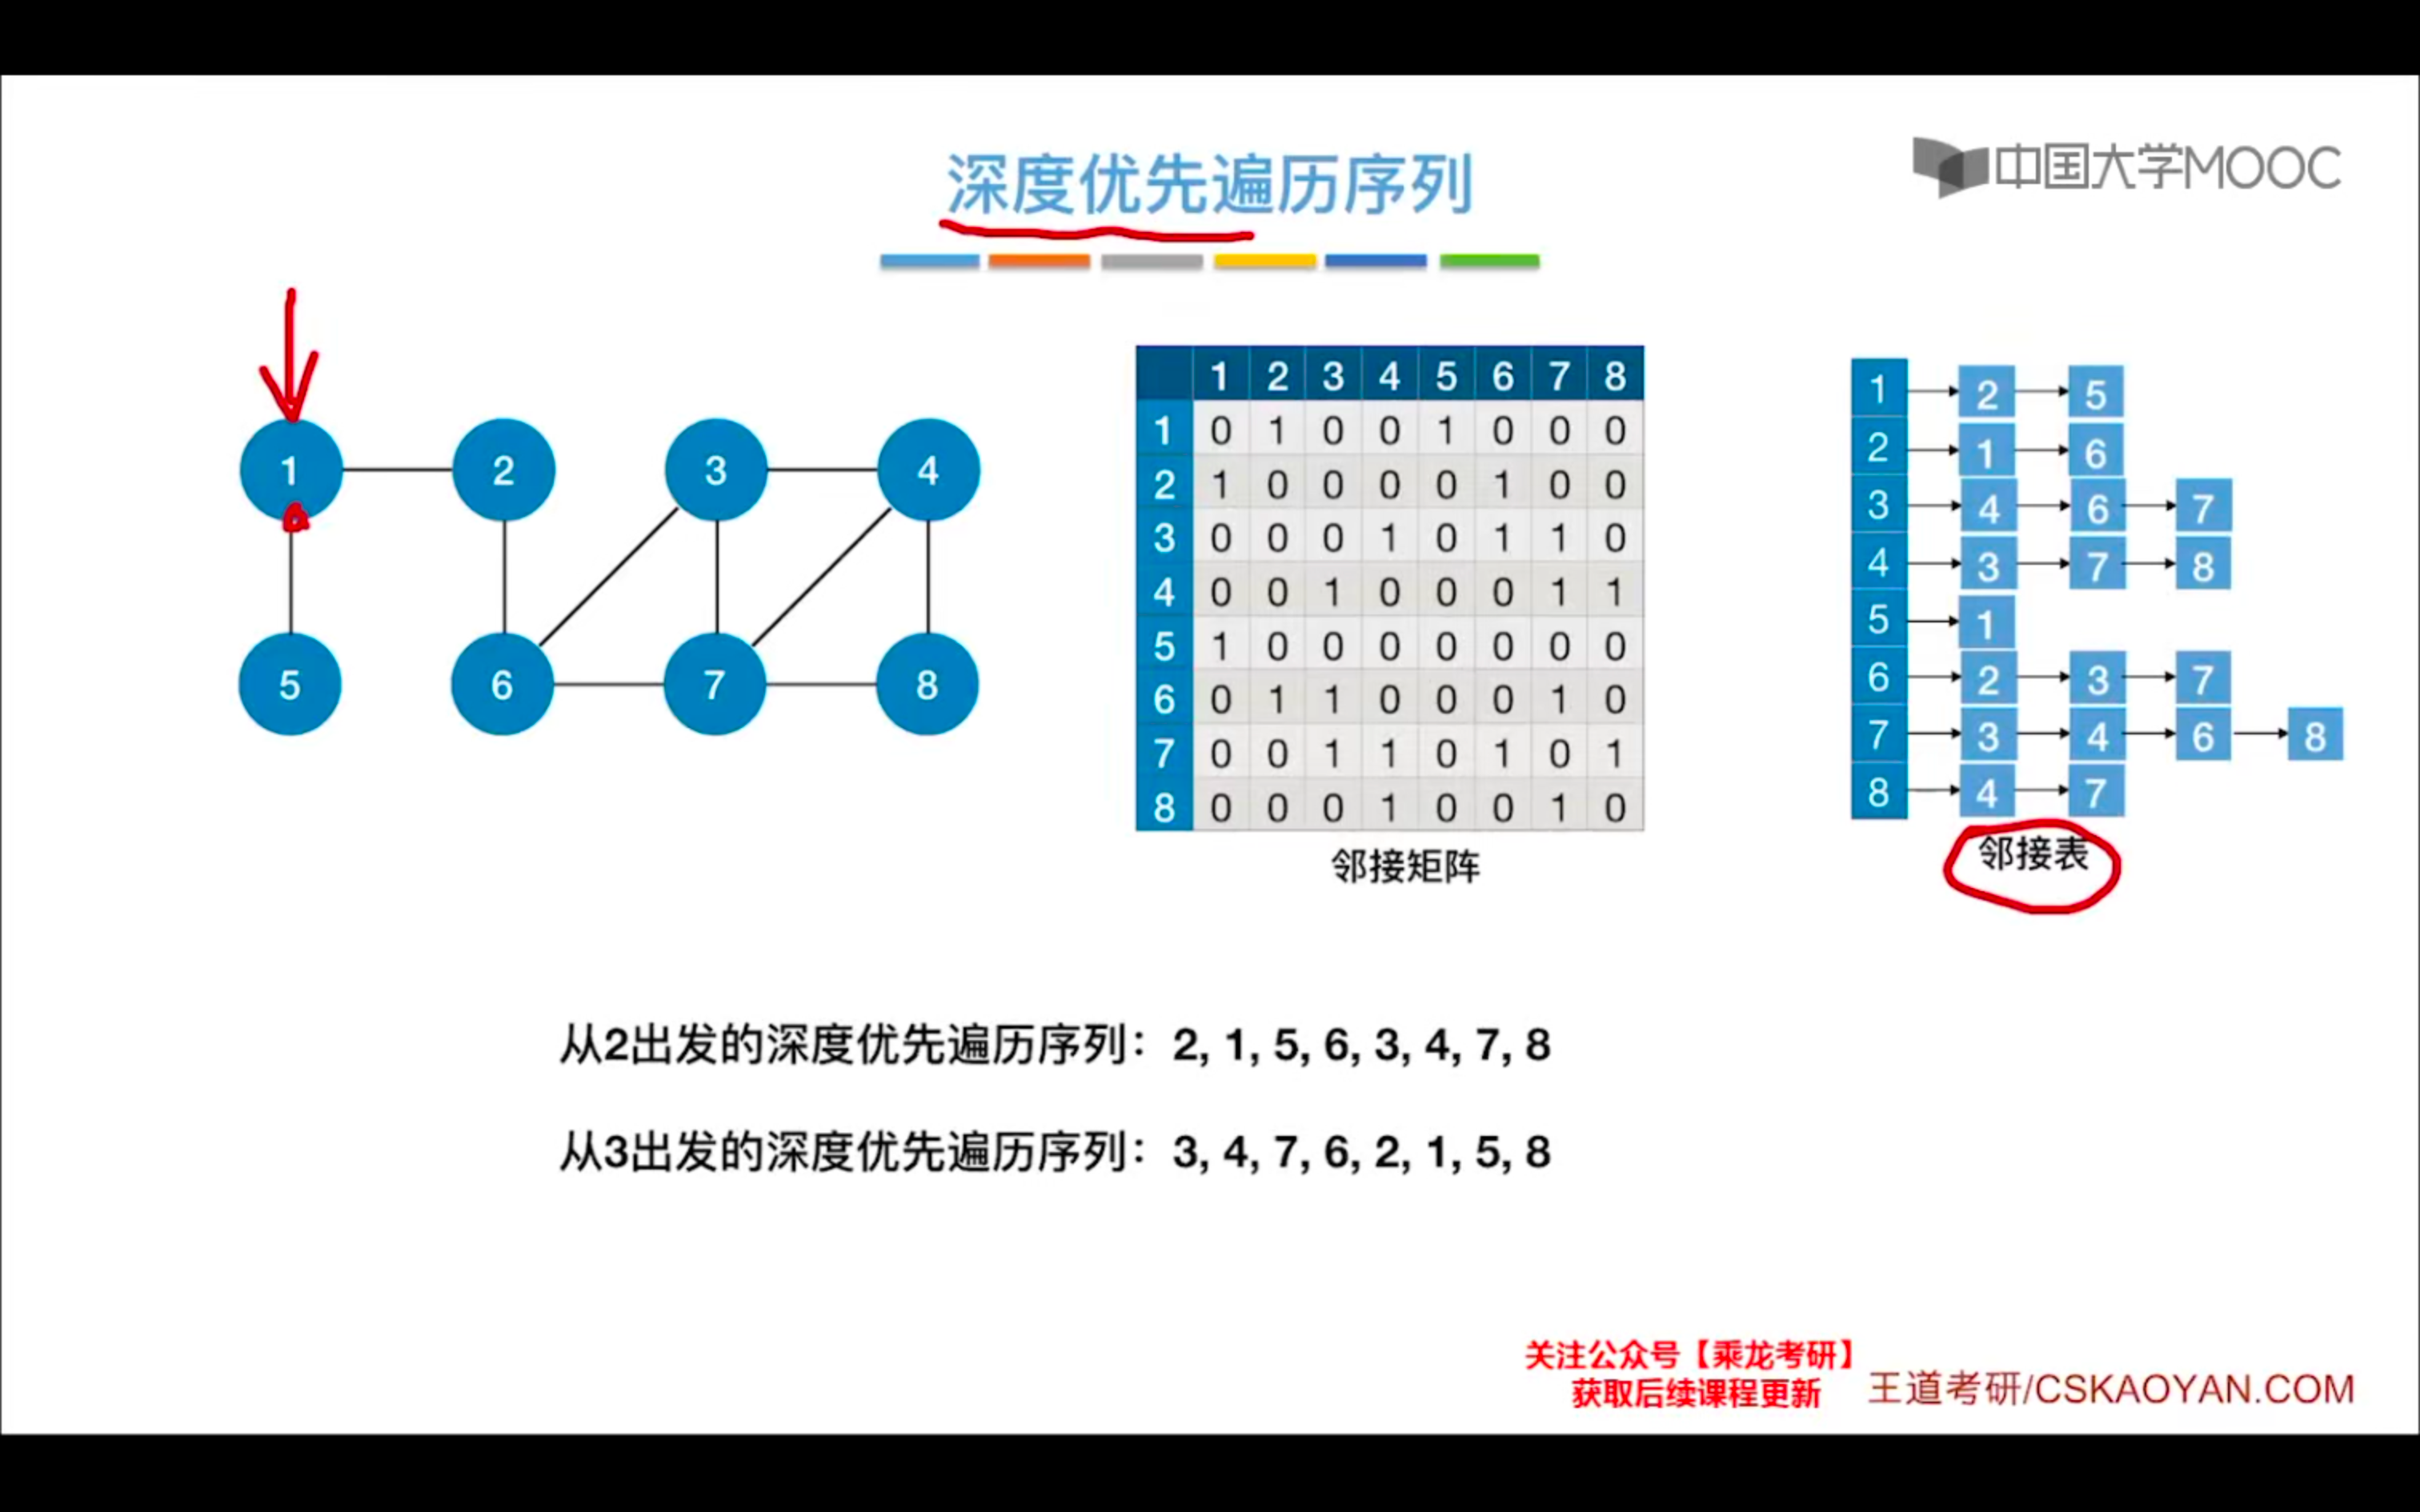 中国大学MOOC
深度优先遍历序列
1 2 3 4
5 6 7 8
1 2 3 4 5 6 7 8
1 0 1 0 0 1 0 0 0
2 1 0 0 0 0 1 0 0
3 0 0 0 1 0 1 1 0
4 0 0 1 0 0 0 1 1
5 1 0 0 0 0 0 0 0
6 0 1 1 0 0 0 1 0
7 0 0 1 1 0 1 0 1
8 0 0 0 1 0 0 1 0
邻接矩阵
1 2 5
2 1 6
3 4 6 7
4 3 7 8
5 1
6 2 3 7
7 3 4 6 8
8 4 7
邻接表
从2出发的深度优先遍历序列：2, 1, 5, 6, 3, 4, 7, 8
从3出发的深度优先遍历序列：3, 4, 7, 6, 2, 1, 5, 8
关注公众号【乘龙考研】
获取后续课程更新
王道考研/CSKAOYAN.COM